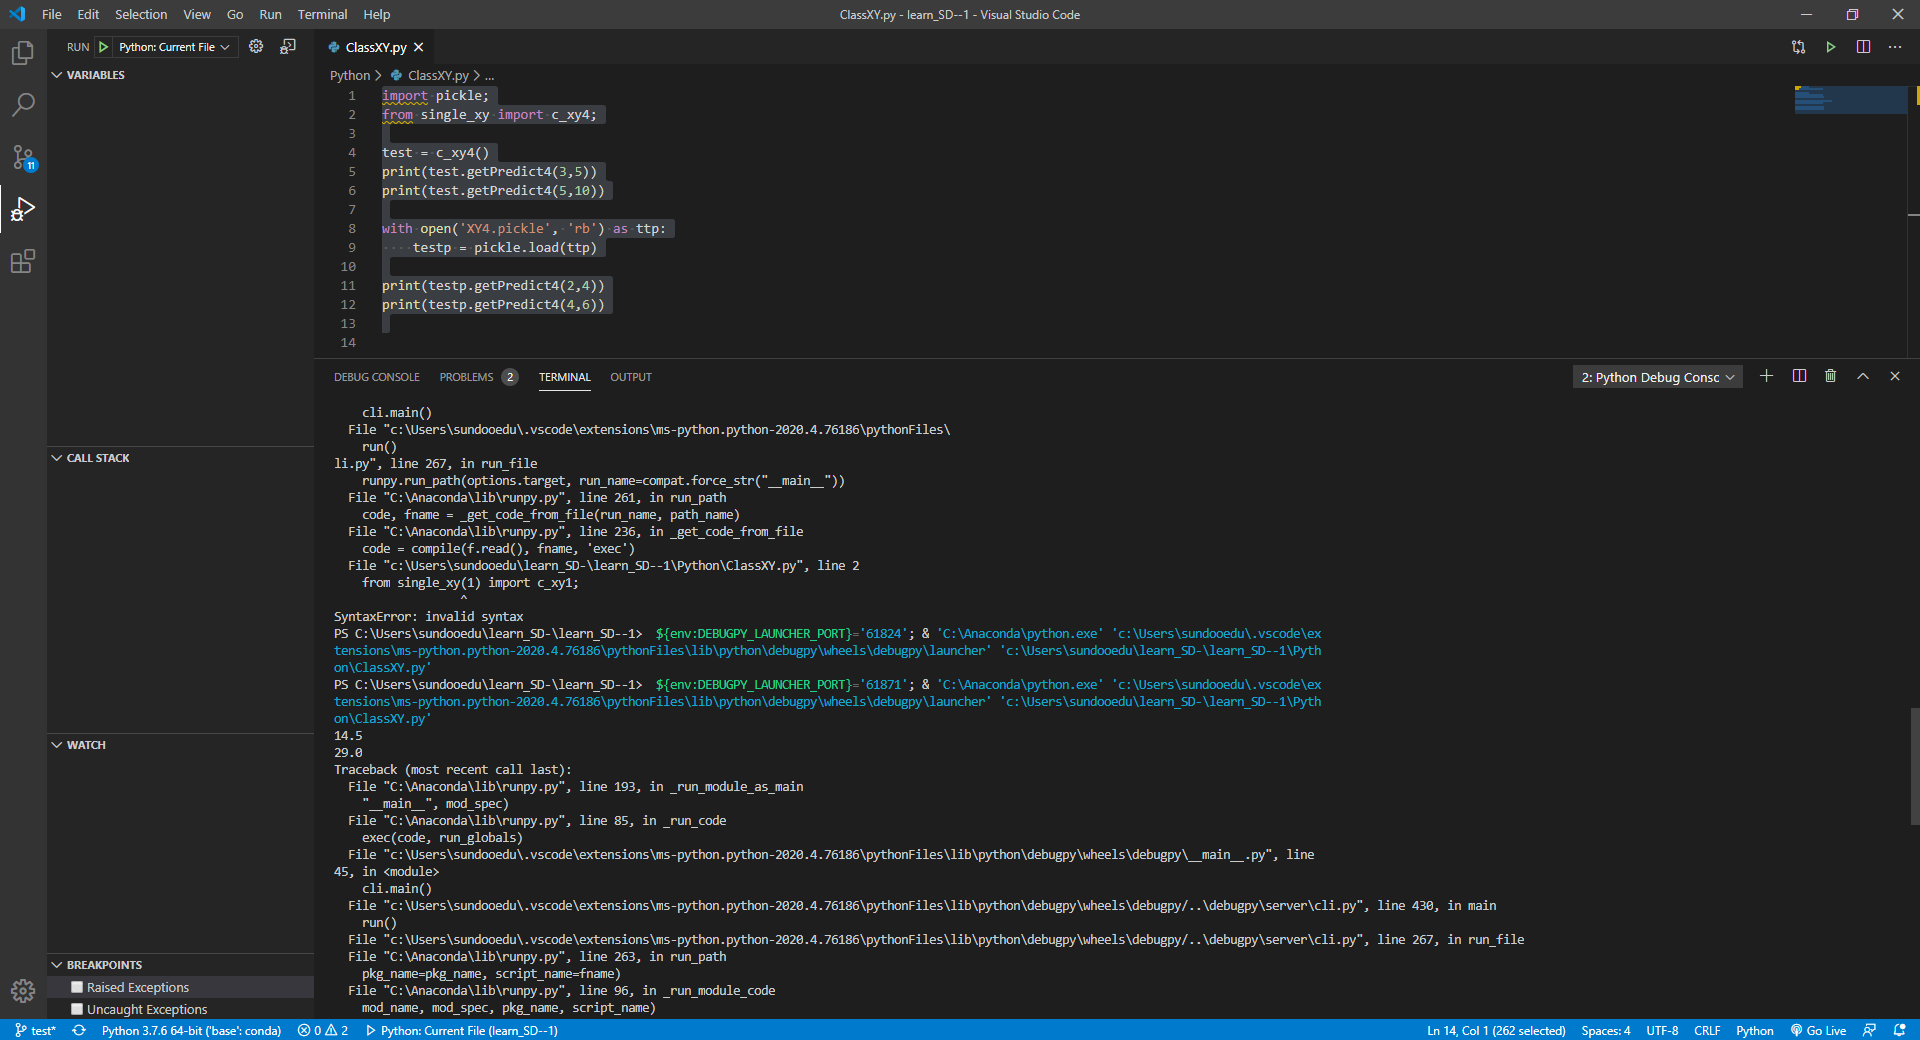 File Edit Selection View Go Run Terminal Help
ClassXY.py - learn_SD--1 - Visual Studio Code
RUN Python: Current File
VARIABLES
CALL STACK
WATCH
BREAKPOINTS
Raised Exceptions
Uncaught Exceptions
11
ClassXY.py
Python > ClassXY.py > ...
1 import pickle;
2 from single_xy import c_xy4;
3
4 test = c_xy4()
5 print(test.getPredict4(3,5))
6 print(test.getPredict4(5,10))
7
8 with open('XY4.pickle', 'rb') as ttp:
9 testp = pickle.load(ttp)
10
11 print(testp.getPredict4(2,4))
12 print(testp.getPredict4(4,6))
13
14
DEBUG CONSOLE PROBLEMS 2 TERMINAL OUTPUT
2: Python Debug Consc
cli.main()
File "c:\Users\sundooedu\.vscode\extensions\ms-python.python-2020.4.76186\pythonFiles\
run()
li.py", line 267, in run_file
runpy.run_path(options.target, run_name=compat.force_str("__main__"))
File "C:\Anaconda\lib\runpy.py", line 261, in run_path
code, fname = _get_code_from_file(run_name, path_name)
File "C:\Anaconda\lib\runpy.py", line 236, in _get_code_from_file
code = compile(f.read(), fname, 'exec')
File "c:\Users\sundooedu\learn_SD-\learn_SD--1\Python\ClassXY.py", line 2
from single_xy(1) import c_xy1;
^
SyntaxError: invalid syntax
PS C:\Users\sundooedu\learn_SD-\learn_SD--1> ${env:DEBUGPY_LAUNCHER_PORT}='61824'; & 'C:\Anaconda\python.exe' 'c:\Users\sundooedu\.vscode\ex
tensions\ms-python.python-2020.4.76186\pythonFiles\lib\python\debugpy\wheels\debugpy\launcher' 'c:\Users\sundooedu\learn_SD-\learn_SD--1\Pyth
on\ClassXY.py'
PS C:\Users\sundooedu\learn_SD-\learn_SD--1> ${env:DEBUGPY_LAUNCHER_PORT}='61871'; & 'C:\Anaconda\python.exe' 'c:\Users\sundooedu\.vscode\ex
tensions\ms-python.python-2020.4.76186\pythonFiles\lib\python\debugpy\wheels\debugpy\launcher' 'c:\Users\sundooedu\learn_SD-\learn_SD--1\Pyth
on\ClassXY.py'
14.5
29.0
Traceback (most recent call last):
File "C:\Anaconda\lib\runpy.py", line 193, in _run_module_as_main
"__main__", mod_spec)
File "C:\Anaconda\lib\runpy.py", line 85, in _run_code
exec(code, run_globals)
File "c:\Users\sundooedu\.vscode\extensions\ms-python.python-2020.4.76186\pythonFiles\lib\python\debugpy\wheels\debugpy\__main__.py", line
45, in <module>
cli.main()
File "c:\Users\sundooedu\.vscode\extensions\ms-python.python-2020.4.76186\pythonFiles\lib\python\debugpy\wheels\debugpy/..\debugpy\server\cli.py", line 430, in main
run()
File "c:\Users\sundooedu\.vscode\extensions\ms-python.python-2020.4.76186\pythonFiles\lib\python\debugpy\wheels\debugpy/..\debugpy\server\cli.py", line 267, in run_file
File "C:\Anaconda\lib\runpy.py", line 263, in run_path
pkg_name=pkg_name, script_name=fname)
File "C:\Anaconda\lib\runpy.py", line 96, in _run_module_code
mod_name, mod_spec, pkg_name, script_name)
test* Python 3.7.6 64-bit ('base': conda) 0 2 Python: Current File (learn_SD--1) Ln 14, Col 1 (262 selected) Spaces: 4 UTF-8 CRLF Python Go Live